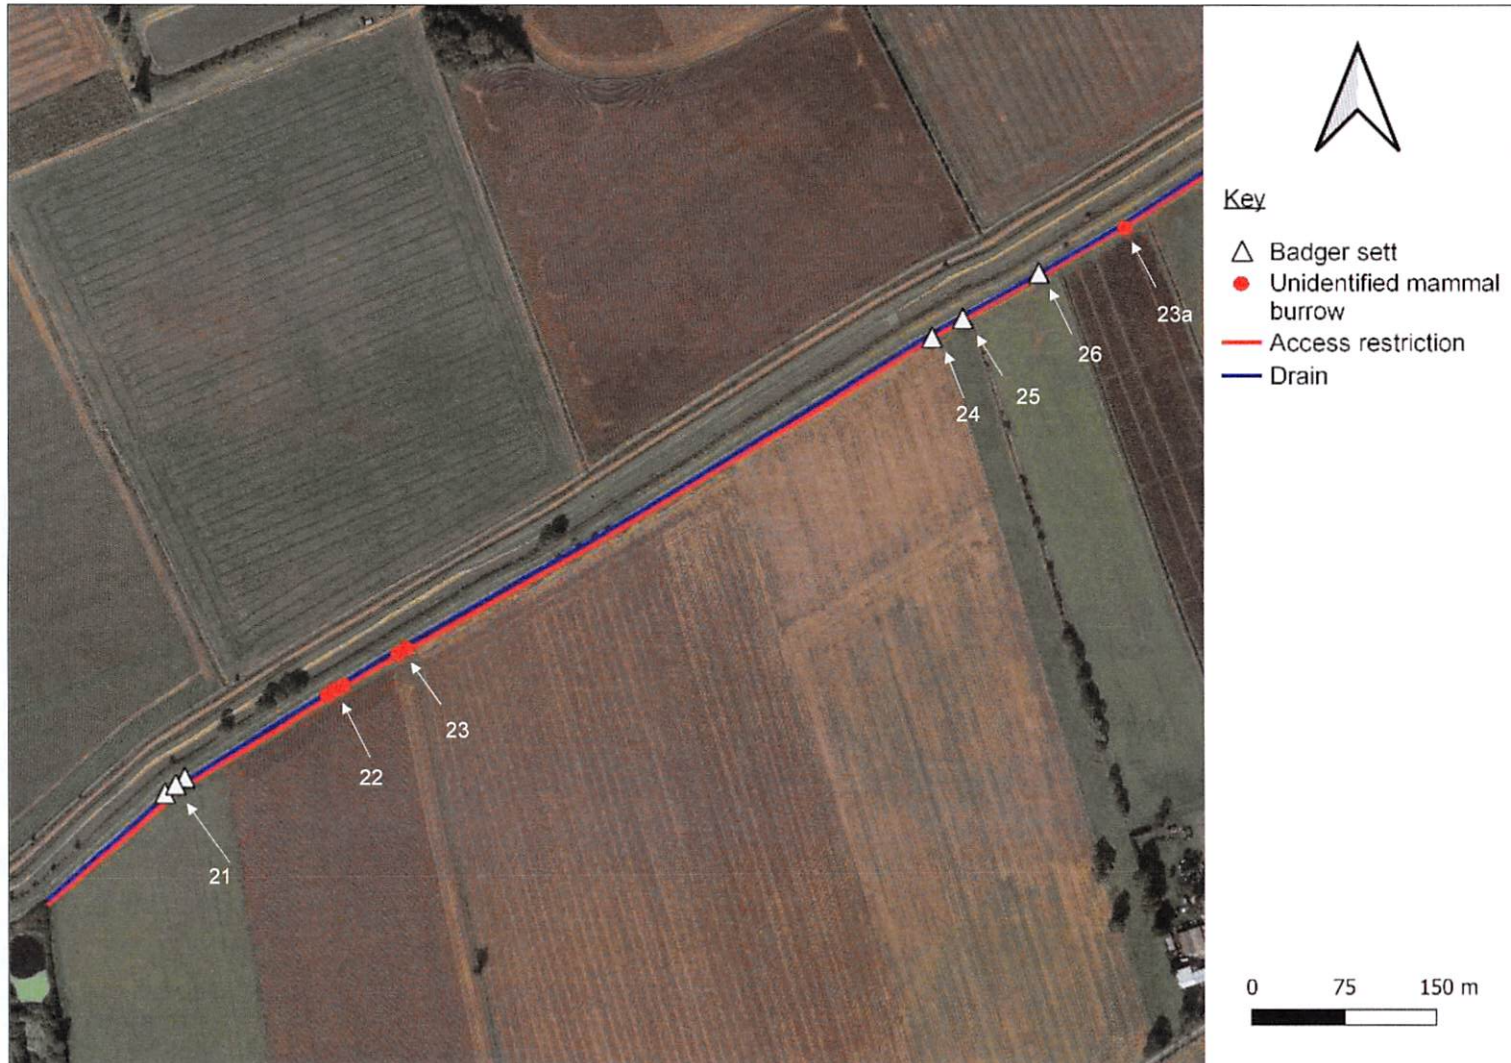 Key
Badger sett
Unidentified mammal
burrow
Access restriction
Drain
23a
26
25
24
23
22
21
0 75 150 m